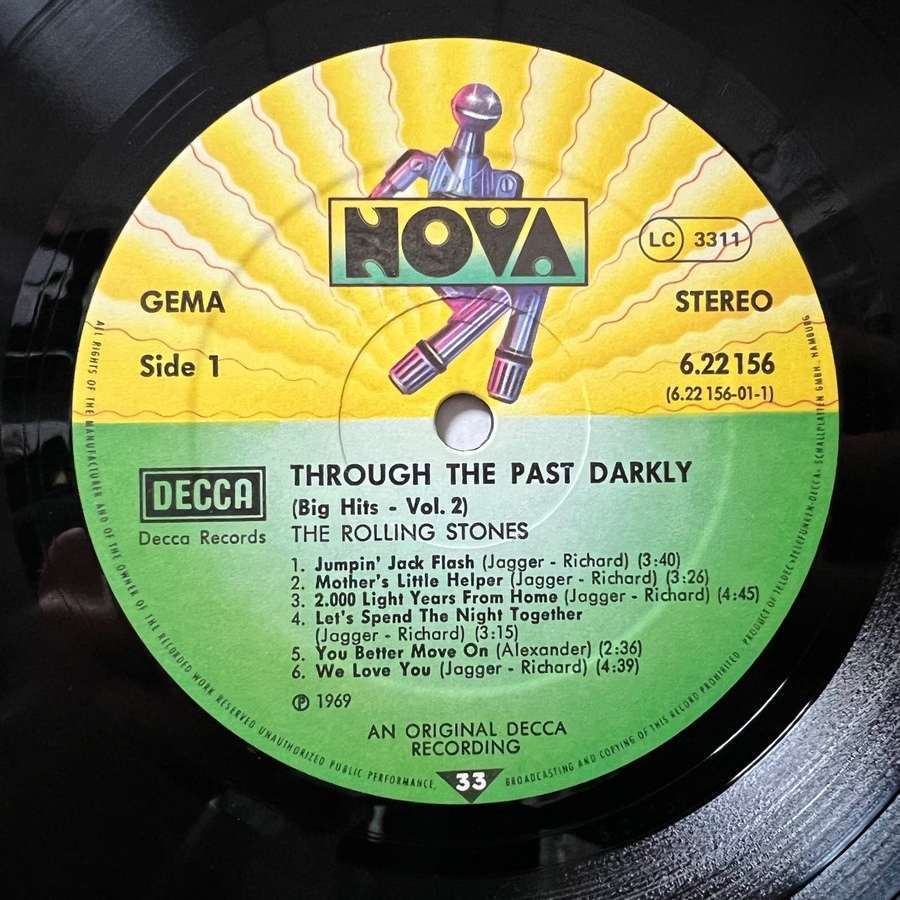 NOVA
LC 3311
GEMA
STEREO
Side 1
6.22 156
(6.22 156-01-1)
DECCA
Decca Records
THROUGH THE PAST DARKLY
(Big Hits - Vol. 2)
THE ROLLING STONES
1. Jumpin' Jack Flash (Jagger - Richard) (3:40)
2. Mother's Little Helper (Jagger - Richard) (3:26)
3. 2.000 Light Years From Home (Jagger - Richard) (4:45)
4. Let's Spend The Night Together
(Jagger - Richard) (3:15)
5. You Better Move On (Alexander) (2:36)
6. We Love You (Jagger - Richard) (4:39)
℗ 1969
AN ORIGINAL DECCA
RECORDING
33
ALL RIGHTS OF THE MANUFACTURER AND OF THE OWNER OF THE RECORDED WORK RESERVED UNAUTHORIZED PUBLIC PERFORMANCE, BROADCASTING AND COPYING OF THIS RECORD PROHIBITED PRODUCT OF TELDEC »TELEFUNKEN-DECCA« SCHALLPLATTEN GMBH., HAMBURG